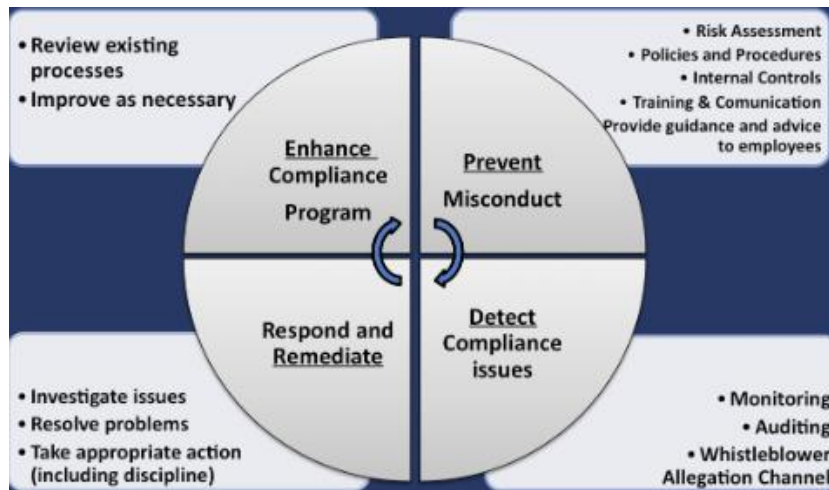 • Review existing
processes
• Improve as necessary
• Risk Assessment
• Policies and Procedures
• Internal Controls
• Training & Comunication
Provide guidance and advice
to employees
Enhance
Compliance
Program
Prevent
Misconduct
Respond and
Remediate
Detect
Compliance
issues
• Investigate issues
• Resolve problems
• Take appropriate action
(including discipline)
• Monitoring
• Auditing
• Whistleblower
Allegation Channel